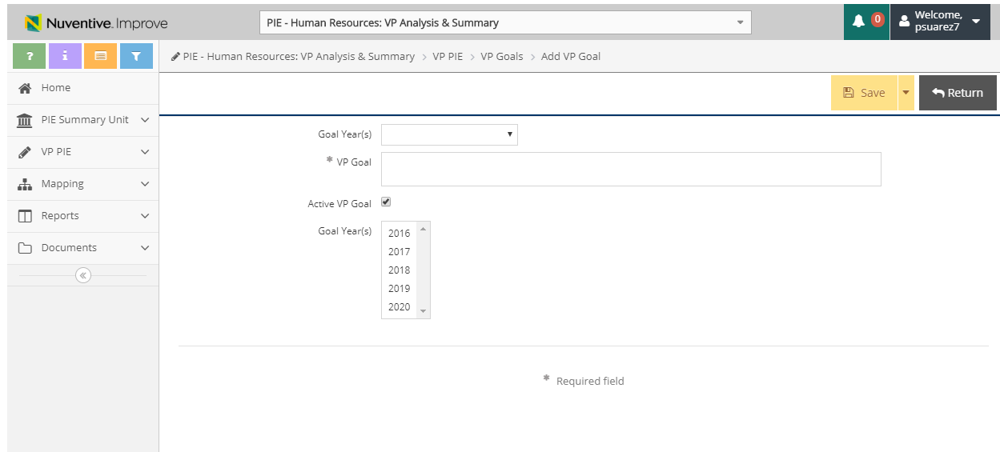 Nuventive. Improve
PIE - Human Resources: VP Analysis & Summary
0
Welcome,
psuarez7
? i
PIE - Human Resources: VP Analysis & Summary > VP PIE > VP Goals > Add VP Goal
Home
PIE Summary Unit
VP PIE
Mapping
Reports
Documents
Save
Return
Goal Year(s)
* VP Goal
Active VP Goal
Goal Year(s)
2016
2017
2018
2019
2020
* Required field